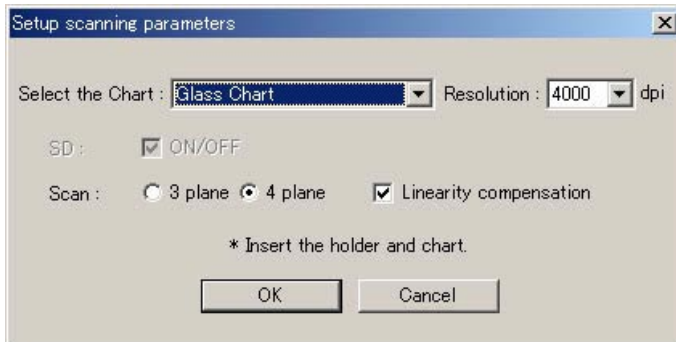 Setup scanning parameters
Select the Chart : Glass Chart Resolution : 4000 dpi
SD : ON/OFF
Scan : 3 plane 4 plane Linearity compensation
* Insert the holder and chart.
OK Cancel